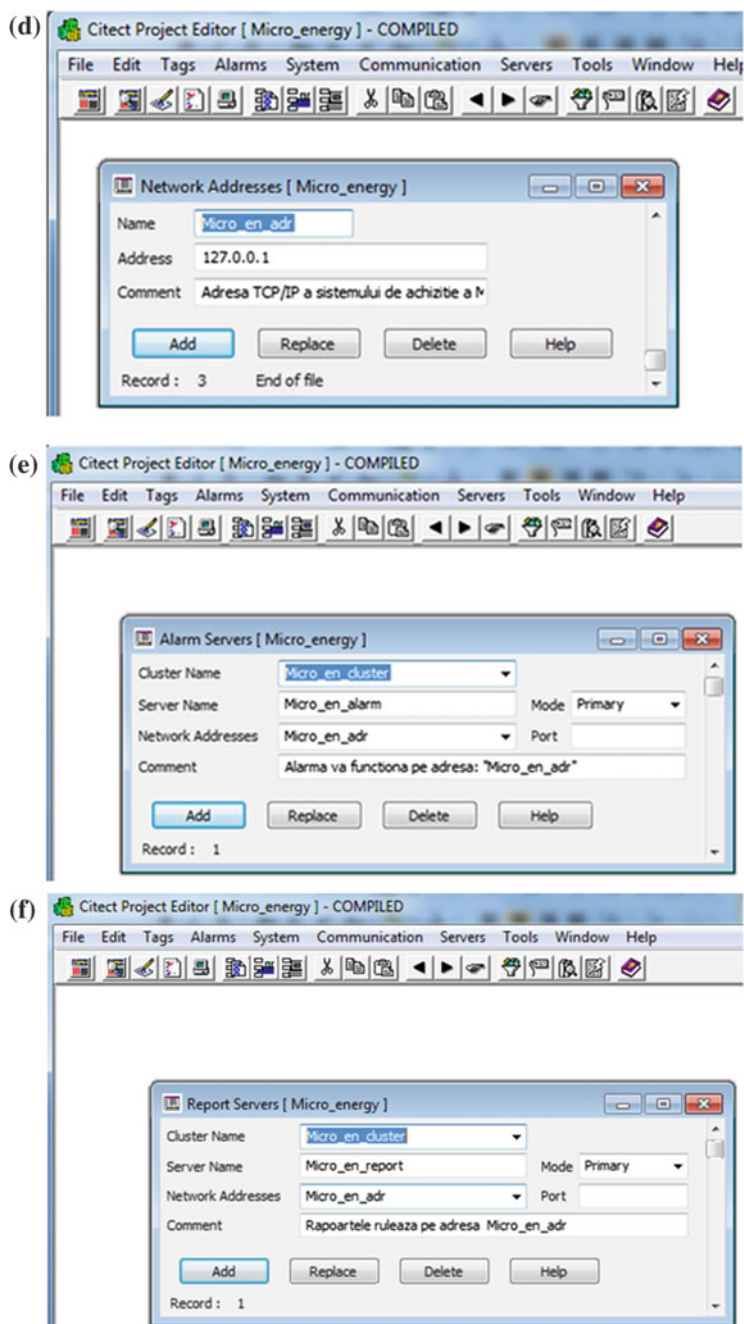 (d)
Citect Project Editor [ Micro_energy ] - COMPILED
File Edit Tags Alarms System Communication Servers Tools Window Help
Network Addresses [ Micro_energy ]
Name Micro_en_adr
Address 127.0.0.1
Comment Adresa TCP/IP a sistemului de achizitie a
Add Replace Delete Help
Record : 3 End of file
(e)
Citect Project Editor [ Micro_energy ] - COMPILED
File Edit Tags Alarms System Communication Servers Tools Window Help
Alarm Servers [ Micro_energy ]
Cluster Name Micro_en_cluster
Server Name Micro_en_alarm Mode Primary
Network Addresses Micro_en_adr Port
Comment Alarma va functiona pe adresa: "Micro_en_adr"
Add Replace Delete Help
Record : 1
(f)
Citect Project Editor [ Micro_energy ] - COMPILED
File Edit Tags Alarms System Communication Servers Tools Window Help
Report Servers [ Micro_energy ]
Cluster Name Micro_en_cluster
Server Name Micro_en_report Mode Primary
Network Addresses Micro_en_adr Port
Comment Rapoartele ruleaza pe adresa Micro_en_adr
Add Replace Delete Help
Record : 1